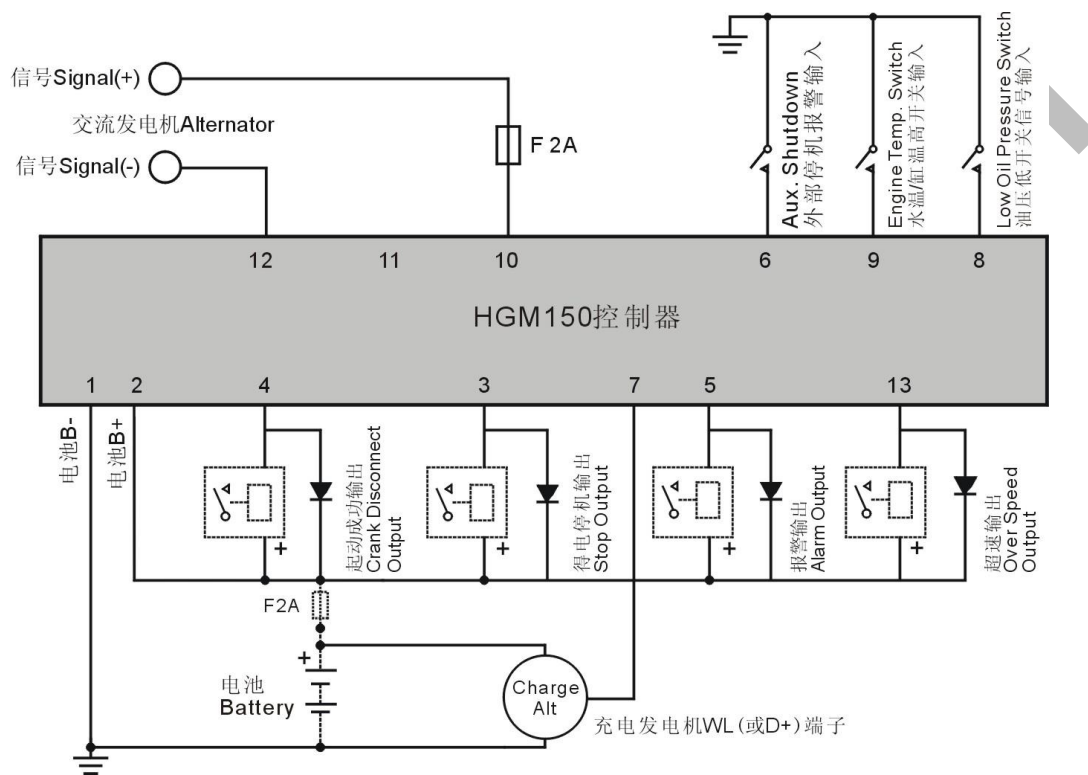 信号Signal(+)
交流发电机Alternator
信号Signal(-)
F 2A
Aux. Shutdown
外部停机报警输入
Engine Temp. Switch
水温/缸温高开关输入
Low Oil Pressure Switch
油压低开关信号输入
12
11
10
6
9
8
HGM150控制器
1
2
4
3
7
5
13
电池B-
电池B+
+
起动成功输出
Crank Disconnect
Output
+
得电停机输出
Stop Output
+
报警输出
Alarm Output
+
超速输出
Over Speed
Output
F2A
+
电池
Battery
Charge
Alt
充电发电机WL(或D+)端子